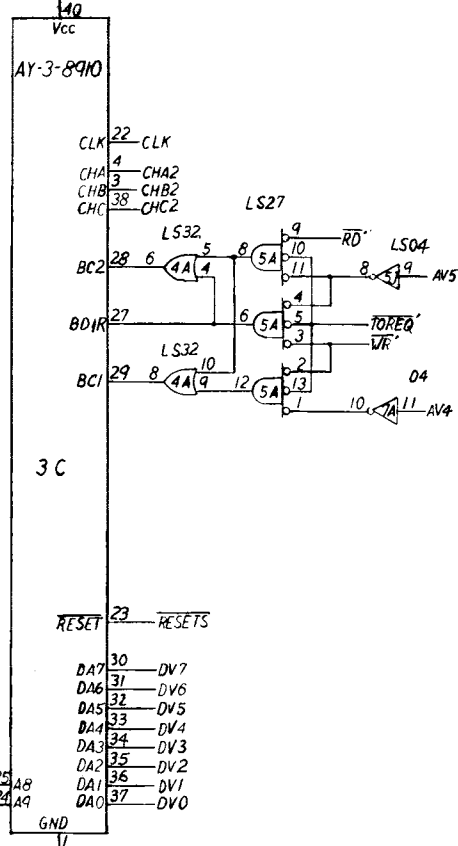 40
Vcc
AY-3-8910
CLK 22 CLK
CHA 4 CHA2
CHB 3 CHB2
CHC 38 CHC2
LS27
LS32
LS04
9 RD'
10
11
8 5J 9 AV5
BC2 28 6 4A 5 4 8 5A
4
BDIR 27 6 5A 5 IOREQ'
3 WR'
LS32
2
04
BC1 29 8 4A 10 9 12 5A 13
1 10 7A 11 AV4
3C
RESET 23 RESETS
DA7 30 DV7
DA6 31 DV6
DA5 32 DV5
DA4 33 DV4
DA3 34 DV3
DA2 35 DV2
25 A8 DA1 36 DV1
24 A9 DA0 37 DV0
GND
1